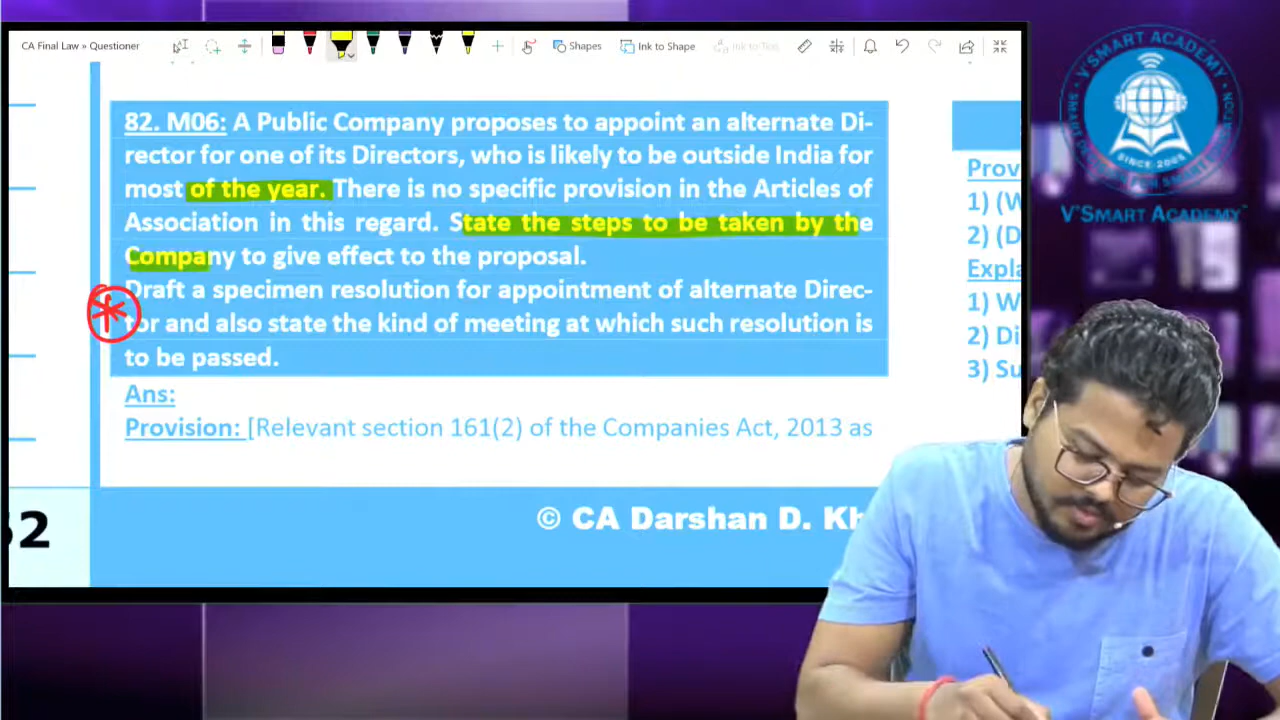 CA Final Law » Questioner
Shapes
Ink to Shape
82. M06: A Public Company proposes to appoint an alternate Di-
rector for one of its Directors, who is likely to be outside India for
most of the year. There is no specific provision in the Articles of
Association in this regard. State the steps to be taken by the
Company to give effect to the proposal.
Draft a specimen resolution for appointment of alternate Direc-
tor and also state the kind of meeting at which such resolution is
to be passed.
Ans:
Provision: [Relevant section 161(2) of the Companies Act, 2013 as
© CA Darshan D. Kh
Prov
1) (W
2) (D
Expla
1) W
2) Di
3) Su
V'SMART ACADEMY
SINCE 2005
V'SMART ACADEMY